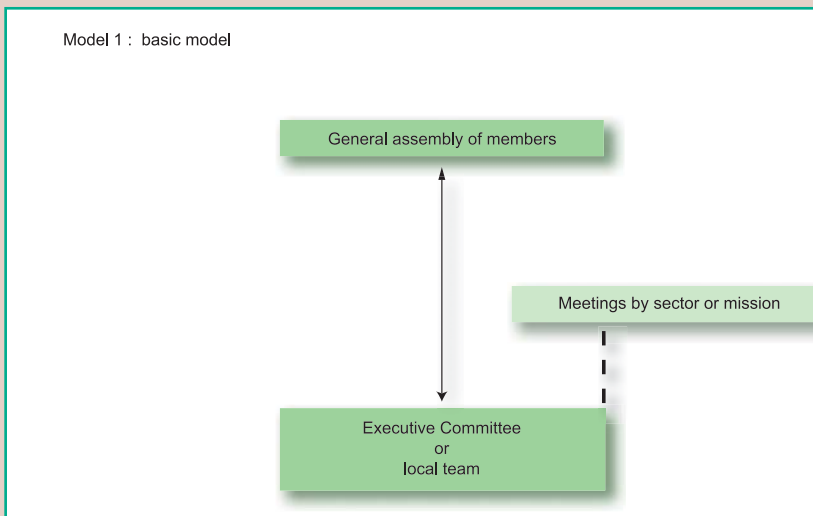 Model 1 :  basic model
General assembly of members
Meetings by sector or mission
Executive Committee
or
local team